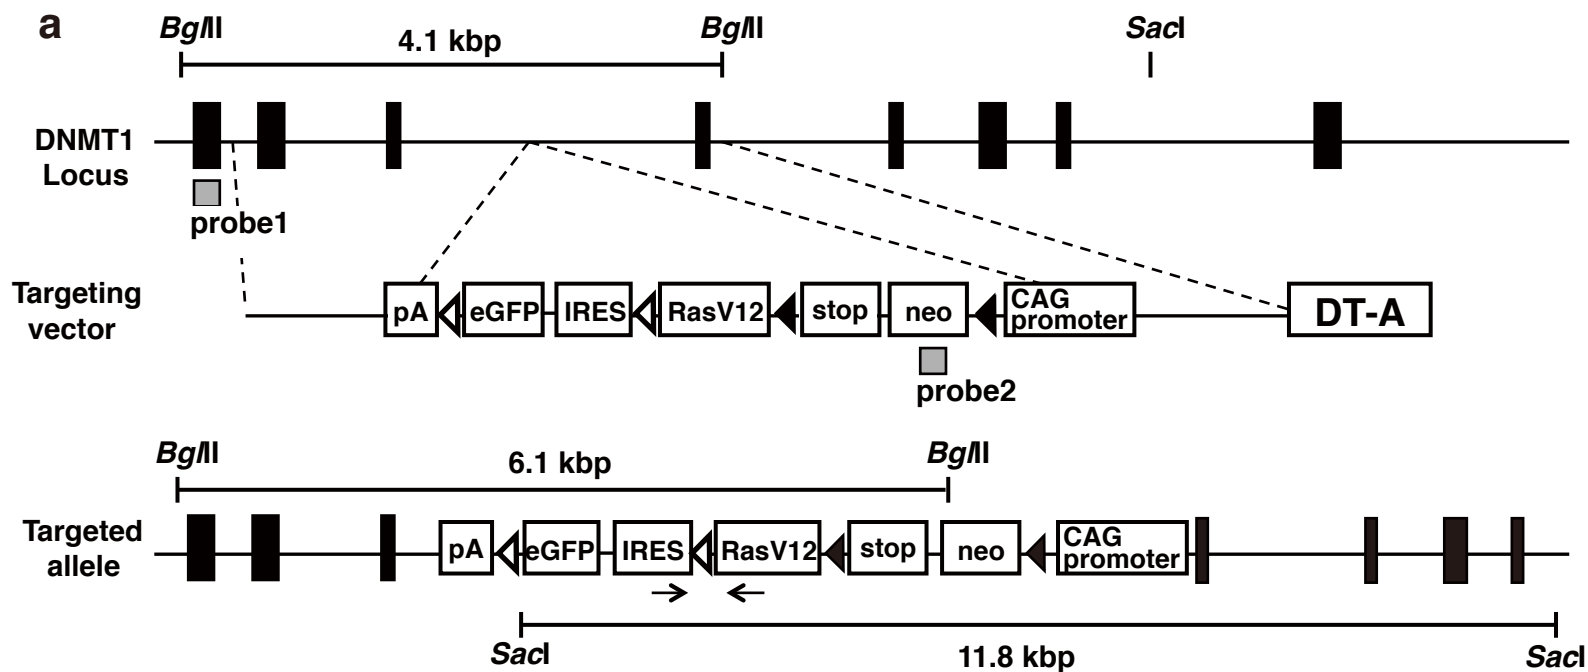 a
BglII
BglII
SacI
4.1 kbp
DNMT1
Locus
probe1
Targeting
vector
pA
eGFP
IRES
RasV12
stop
neo
CAG
promoter
DT-A
probe2
BglII
BglII
6.1 kbp
Targeted
allele
pA
eGFP
IRES
RasV12
stop
neo
CAG
promoter
SacI
11.8 kbp
SacI